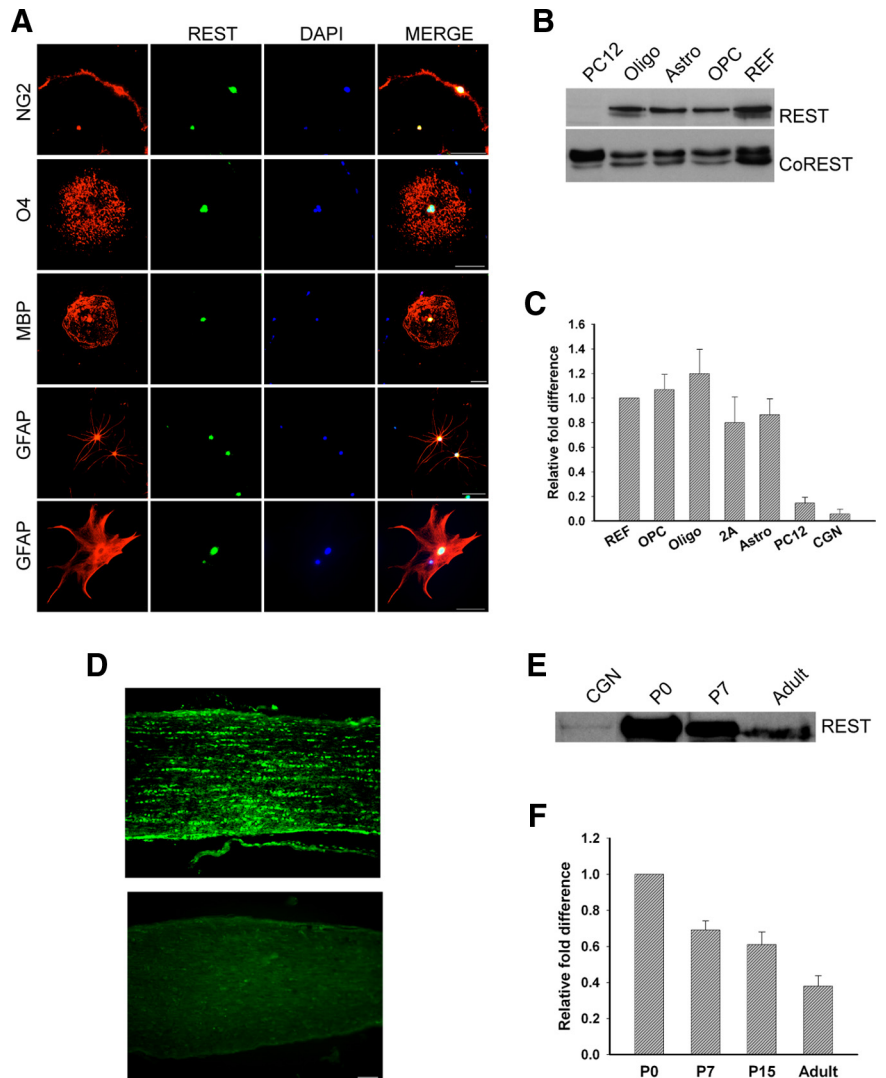 A
REST DAPI MERGE
NG2
O4
MBP
GFAP
GFAP
B
PC12 Oligo Astro OPC REF
REST
CoREST
C
Relative fold difference
1.6
1.4
1.2
1.0
0.8
0.6
0.4
0.2
0.0
REF OPC Oligo 2A Astro PC12 CGN
D
E
CGN P0 P7 Adult
REST
F
Relative fold difference
1.2
1.0
0.8
0.6
0.4
0.2
0.0
P0 P7 P15 Adult